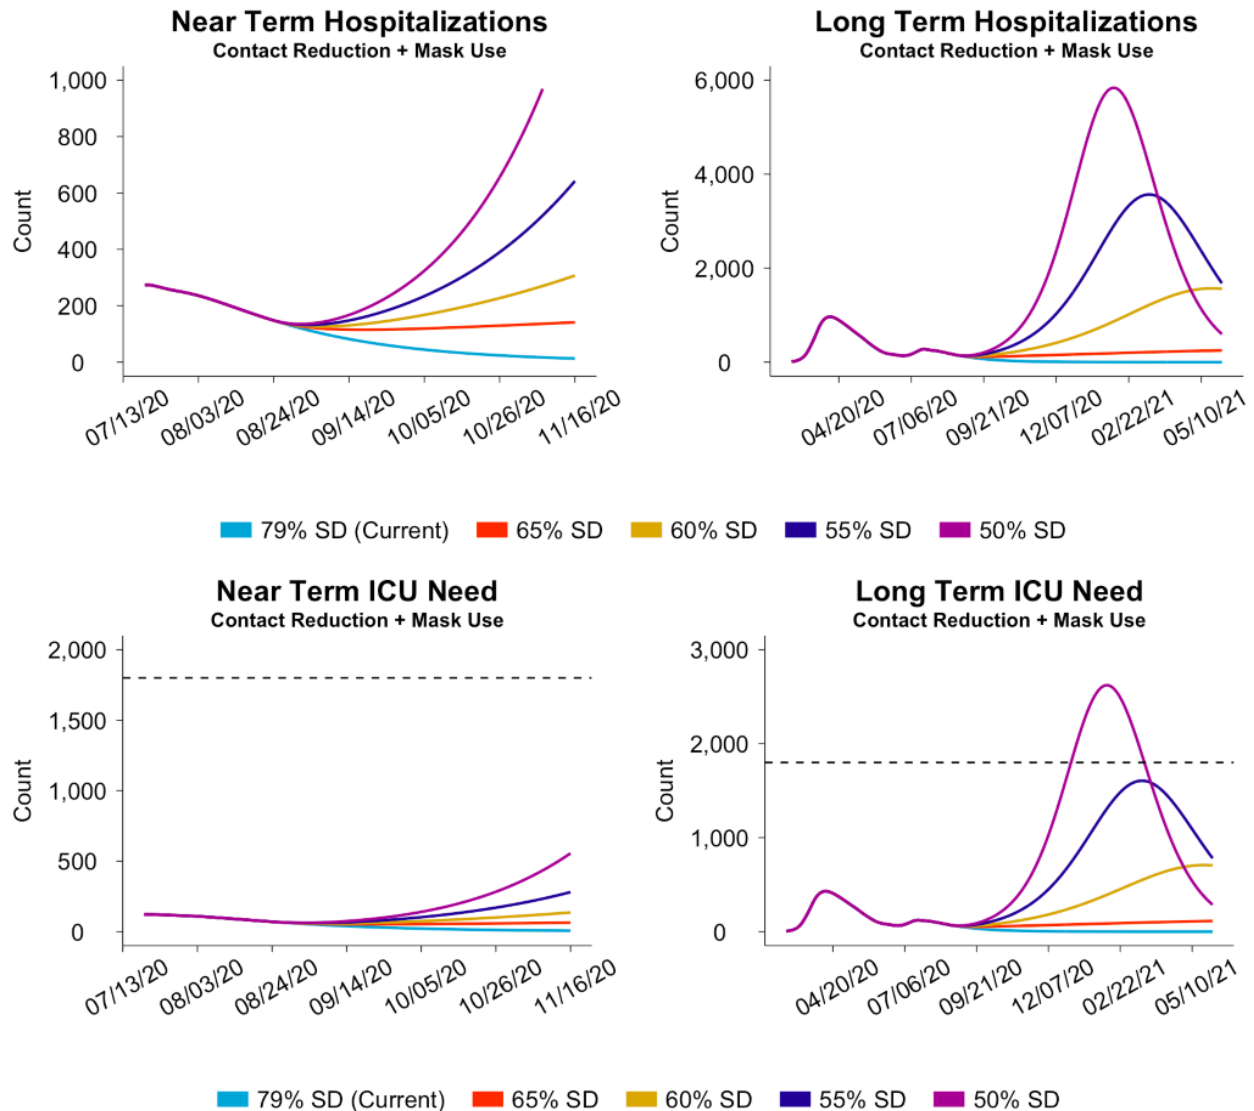 Near Term Hospitalizations
Contact Reduction + Mask Use
1,000
800
600
400
200
0
Count
07/13/20 08/03/20 08/24/20 09/14/20 10/05/20 10/26/20 11/16/20
Long Term Hospitalizations
Contact Reduction + Mask Use
6,000
4,000
2,000
0
Count
04/20/20 07/06/20 09/21/20 12/07/20 02/22/21 05/10/21
79% SD (Current) 65% SD 60% SD 55% SD 50% SD
Near Term ICU Need
Contact Reduction + Mask Use
2,000
1,500
1,000
500
0
Count
07/13/20 08/03/20 08/24/20 09/14/20 10/05/20 10/26/20 11/16/20
Long Term ICU Need
Contact Reduction + Mask Use
3,000
2,000
1,000
0
Count
04/20/20 07/06/20 09/21/20 12/07/20 02/22/21 05/10/21
79% SD (Current) 65% SD 60% SD 55% SD 50% SD